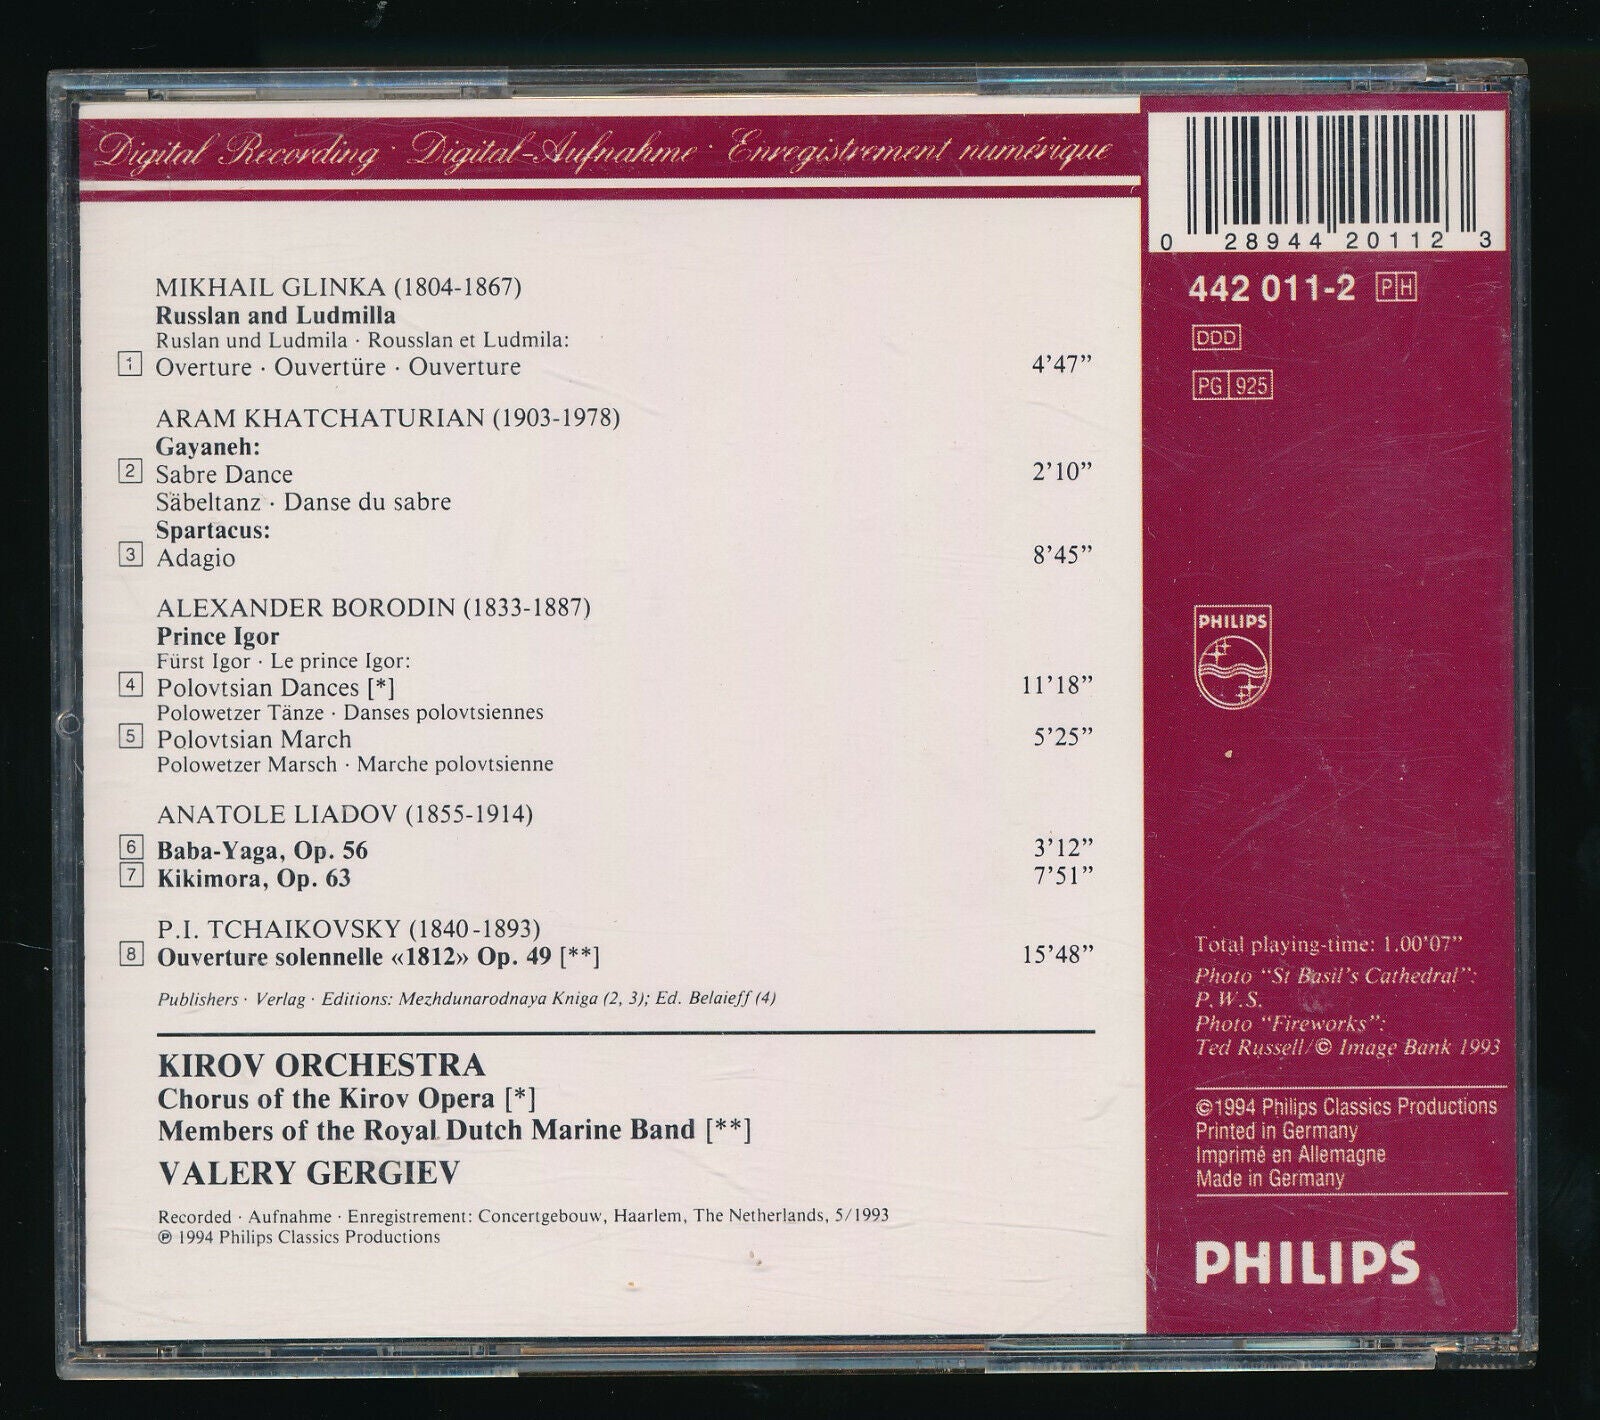 Digital Recording · Digital-Aufnahme · Enregistrement numérique
MIKHAIL GLINKA (1804-1867)
Russlan and Ludmilla
Ruslan und Ludmila · Rousslan et Ludmila:
1 Overture · Ouvertüre · Ouverture 4’47”
ARAM KHATCHATURIAN (1903-1978)
Gayaneh:
2 Sabre Dance 2’10”
Säbeltanz · Danse du sabre
Spartacus:
3 Adagio 8’45”
ALEXANDER BORODIN (1833-1887)
Prince Igor
Fürst Igor · Le prince Igor:
4 Polovtsian Dances [*] 11’18”
Polowetzer Tänze · Danses polovtsiennes
5 Polovtsian March 5’25”
Polowetzer Marsch · Marche polovtsienne
ANATOLE LIADOV (1855-1914)
6 Baba-Yaga, Op. 56 3’12”
7 Kikimora, Op. 63 7’51”
P.I. TCHAIKOVSKY (1840-1893)
8 Ouverture solennelle «1812» Op. 49 [**] 15’48”
Publishers · Verlag · Editions: Mezhdunarodnaya Kniga (2, 3); Ed. Belaieff (4)
KIROV ORCHESTRA
Chorus of the Kirov Opera [*]
Members of the Royal Dutch Marine Band [**]
VALERY GERGIEV
Recorded · Aufnahme · Enregistrement: Concertgebouw, Haarlem, The Netherlands, 5/1993
℗ 1994 Philips Classics Productions
0 28944 20112 3
442 011-2 PH
DDD
PG 925
PHILIPS
Total playing-time: 1.00’07”
Photo “St Basil’s Cathedral”:
P.W.S.
Photo “Fireworks”:
Ted Russell/© Image Bank 1993
©1994 Philips Classics Productions
Printed in Germany
Imprimé en Allemagne
Made in Germany
PHILIPS